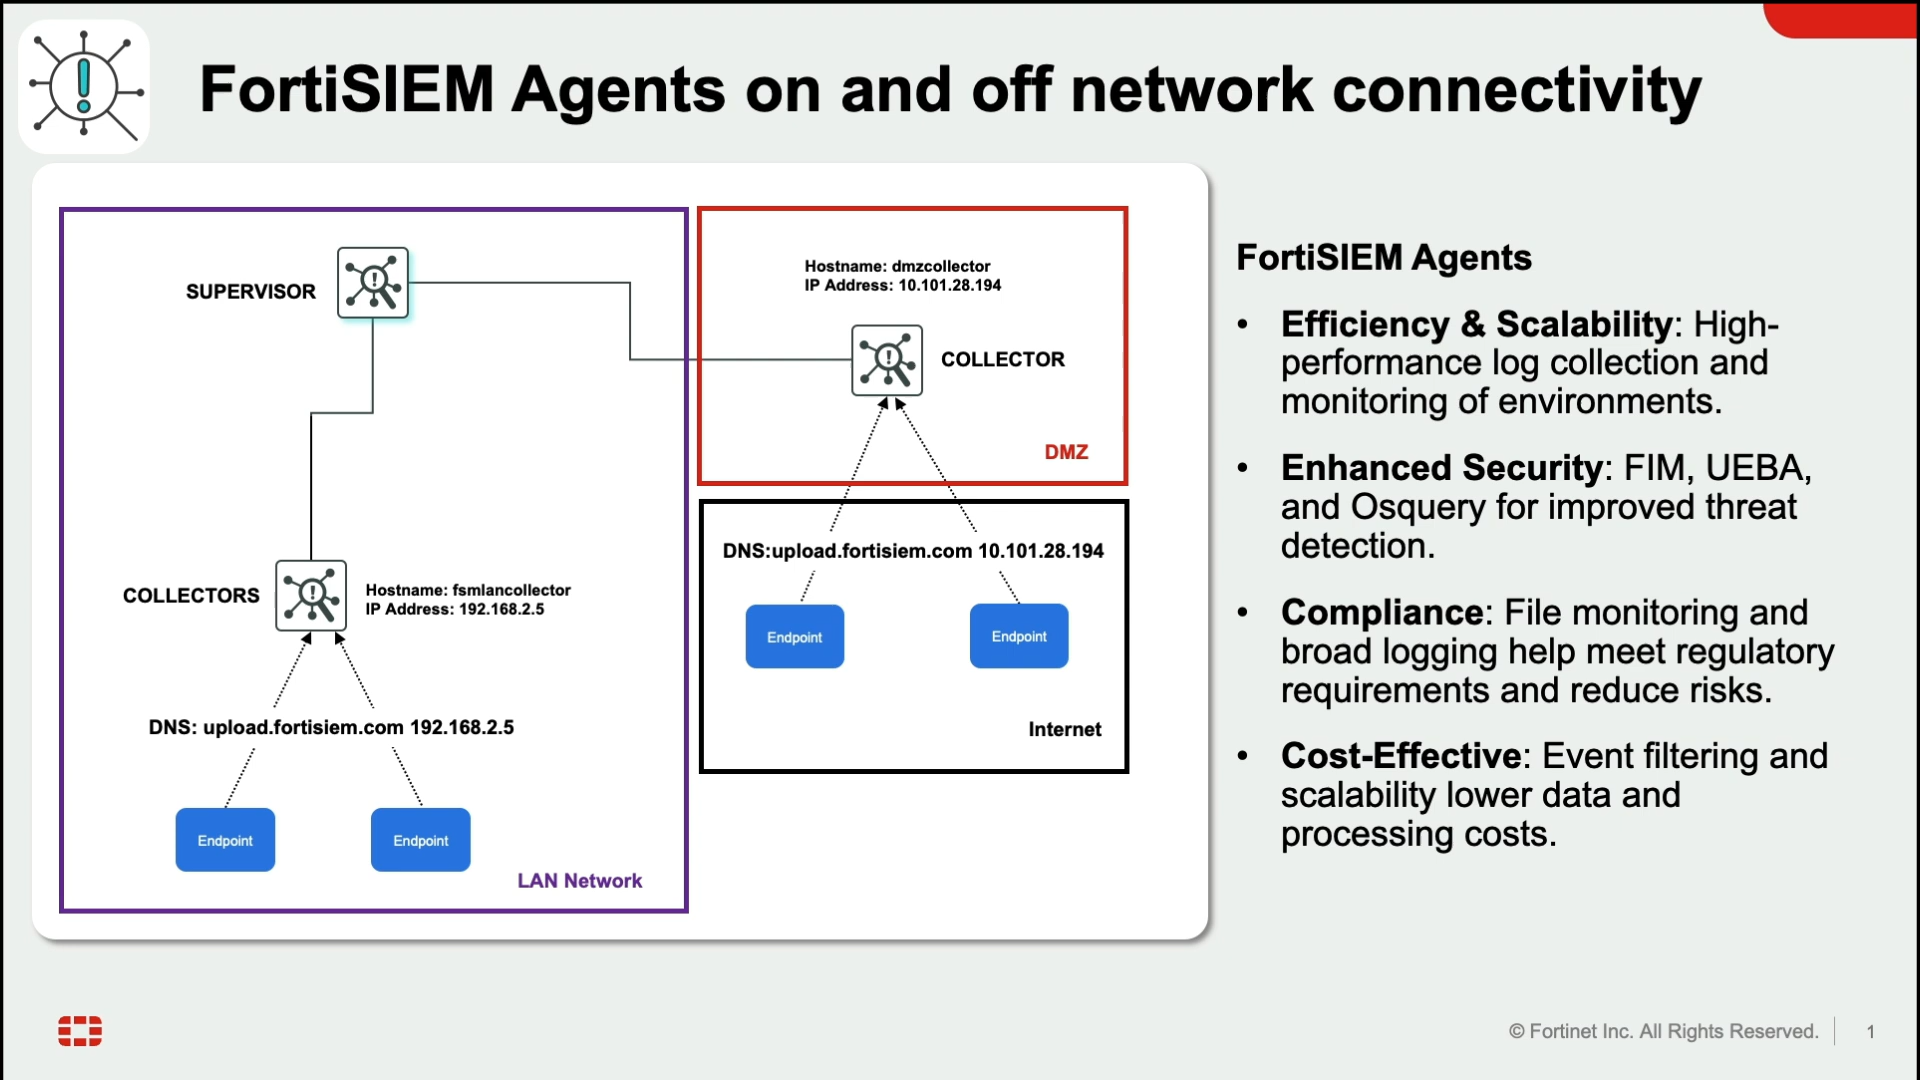 FortiSIEM Agents on and off network connectivity
SUPERVISOR
Hostname: dmzcollector
IP Address: 10.101.28.194
COLLECTOR
DMZ
COLLECTORS
Hostname: fsmlancollector
IP Address: 192.168.2.5
DNS:upload.fortisiem.com 10.101.28.194
Endpoint
Endpoint
Internet
DNS: upload.fortisiem.com 192.168.2.5
Endpoint
Endpoint
LAN Network
FortiSIEM Agents
• Efficiency & Scalability: High-
performance log collection and
monitoring of environments.
• Enhanced Security: FIM, UEBA,
and Osquery for improved threat
detection.
• Compliance: File monitoring and
broad logging help meet regulatory
requirements and reduce risks.
• Cost-Effective: Event filtering and
scalability lower data and
processing costs.
© Fortinet Inc. All Rights Reserved.
1